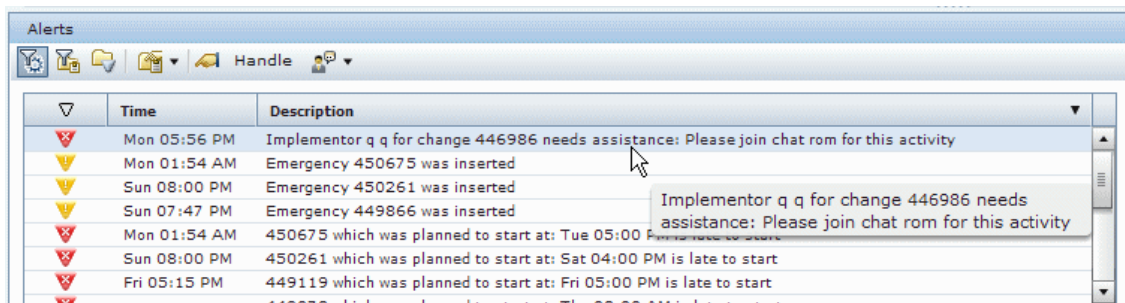 Alerts
Handle
Time Description
Mon 05:56 PM Implementor q q for change 446986 needs assistance: Please join chat rom for this activity
Mon 01:54 AM Emergency 450675 was inserted
Sun 08:00 PM Emergency 450261 was inserted
Sun 07:47 PM Emergency 449866 was inserted
Implementor q q for change 446986 needs
assistance: Please join chat rom for this activity
Mon 01:54 AM 450675 which was planned to start at: Tue 05:00 PM is late to start
Sun 08:00 PM 450261 which was planned to start at: Sat 04:00 PM is late to start
Fri 05:15 PM 449119 which was planned to start at: Fri 05:00 PM is late to start